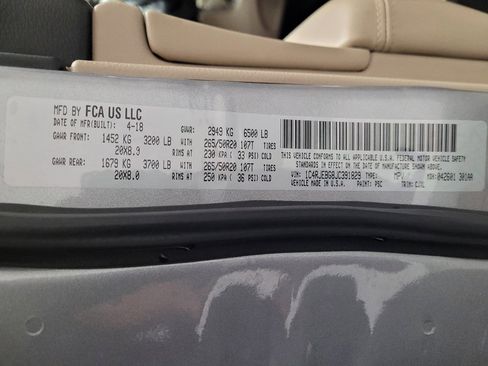 MFD BY FCA US LLC
DATE OF MFR(BUILT): 4-18 GVWR: 2949 KG 6500 LB
GAWR FRONT: 1452 KG 3200 LB WITH 265/50R20 107T TIRES
20X8.0 RIMS AT 230 KPA ( 33 PSI) COLD
GAWR REAR: 1679 KG 3700 LB WITH 265/50R20 107T TIRES
20X8.0 RIMS AT 250 KPA ( 36 PSI) COLD
THIS VEHICLE CONFORMS TO ALL APPLICABLE U.S.A. FEDERAL MOTOR VEHICLE SAFETY
STANDARDS IN EFFECT ON THE DATE OF MANUFACTURE SHOWN ABOVE.
VIN: TYPE: MPV MDH: 042601 301AA
MADE IN U.S.A. PAINT: PSC TRIM: